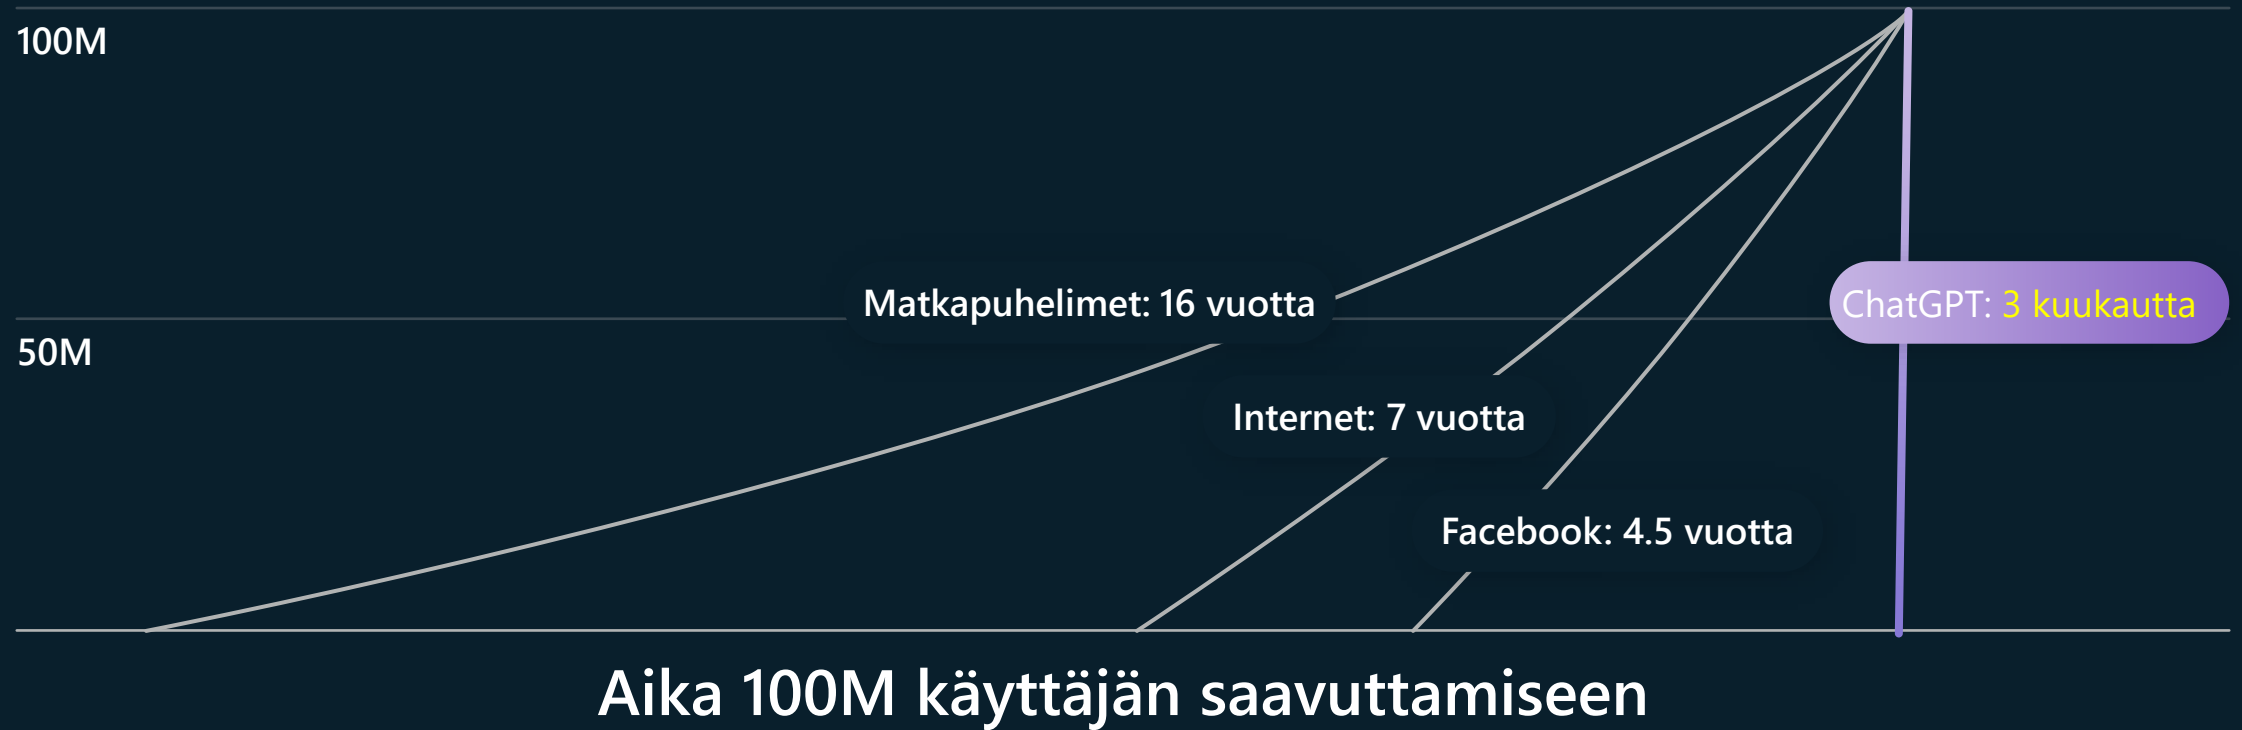 100M
Matkapuhelimet: 16 vuotta
ChatGPT: 3 kuukautta
50M
Internet: 7 vuotta
Facebook: 4.5 vuotta
Aika 100M käyttäjän saavuttamiseen